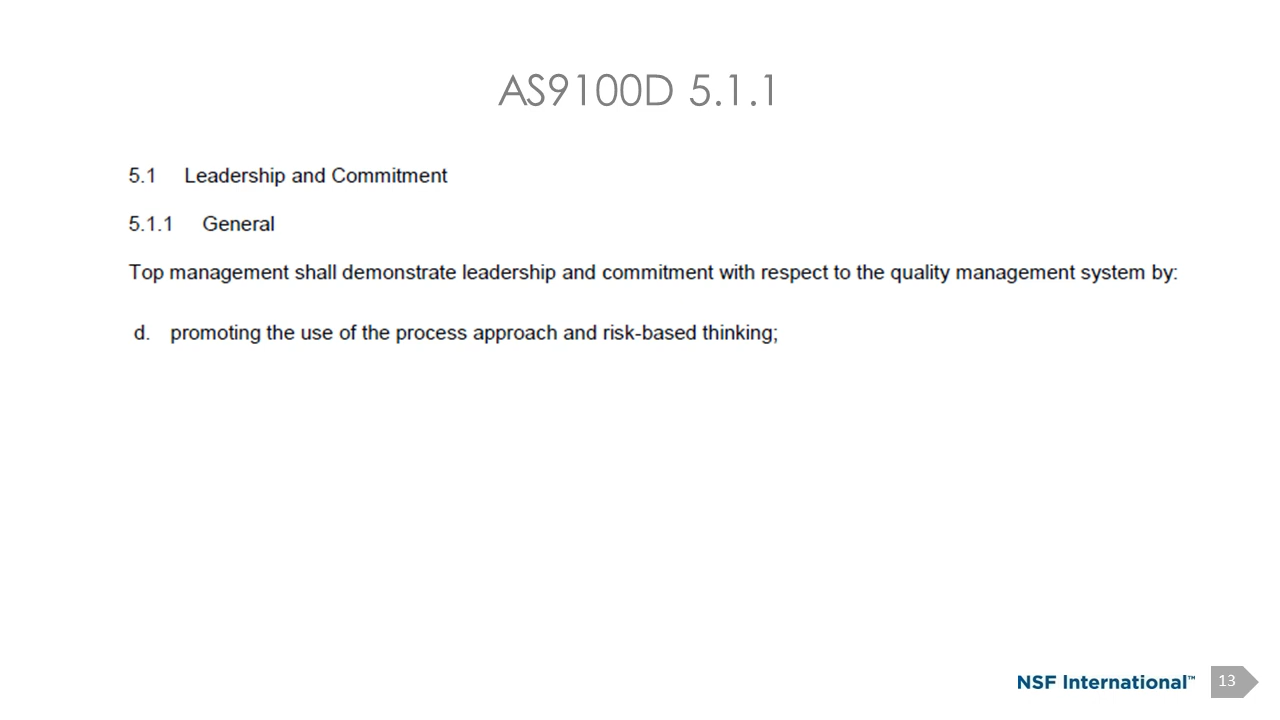 AS9100D 5.1.1
5.1 Leadership and Commitment
5.1.1 General
Top management shall demonstrate leadership and commitment with respect to the quality management system by:
d. promoting the use of the process approach and risk-based thinking;
NSF International™
13